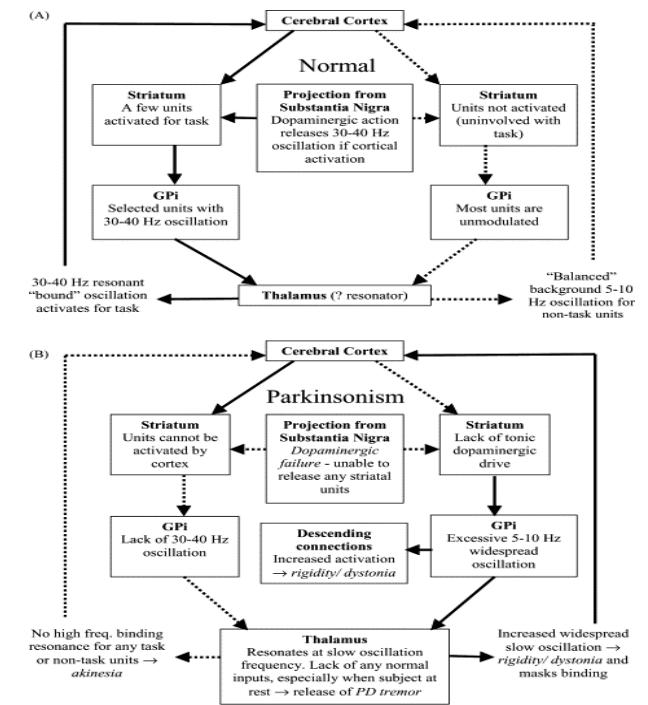 (A)
Cerebral Cortex
Normal
Striatum
A few units
activated for task
Projection from
Substantia Nigra
Dopaminergic action
releases 30-40 Hz
oscillation if cortical
activation
Striatum
Units not activated
(uninvolved with
task)
GPi
Selected units with
30-40 Hz oscillation
GPi
Most units are
unmodulated
30-40 Hz resonant
“bound” oscillation
activates for task
Thalamus (? resonator)
“Balanced”
background 5-10
Hz oscillation for
non-task units
(B)
Cerebral Cortex
Parkinsonism
Striatum
Units cannot be
activated by
cortex
Projection from
Substantia Nigra
Dopaminergic
failure - unable to
release any striatal
units
Striatum
Lack of tonic
dopaminergic
drive
GPi
Lack of 30-40 Hz
oscillation
Descending
connections
Increased activation
→ rigidity/ dystonia
GPi
Excessive 5-10 Hz
widespread
oscillation
No high freq. binding
resonance for any task
or non-task units →
akinesia
Thalamus
Resonates at slow oscillation
frequency. Lack of any normal
inputs, especially when subject at
rest → release of PD tremor
Increased widespread
slow oscillation →
rigidity/ dystonia and
masks binding